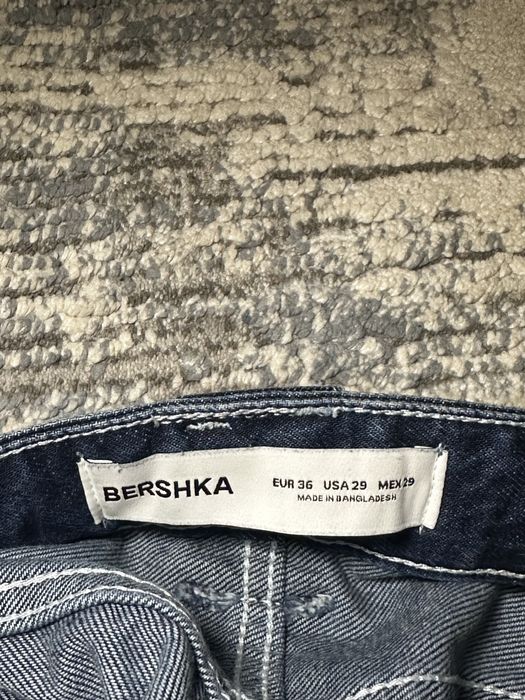 BERSHKA
EUR 36 USA 29 MEX 29
MADE IN BANGLADESH